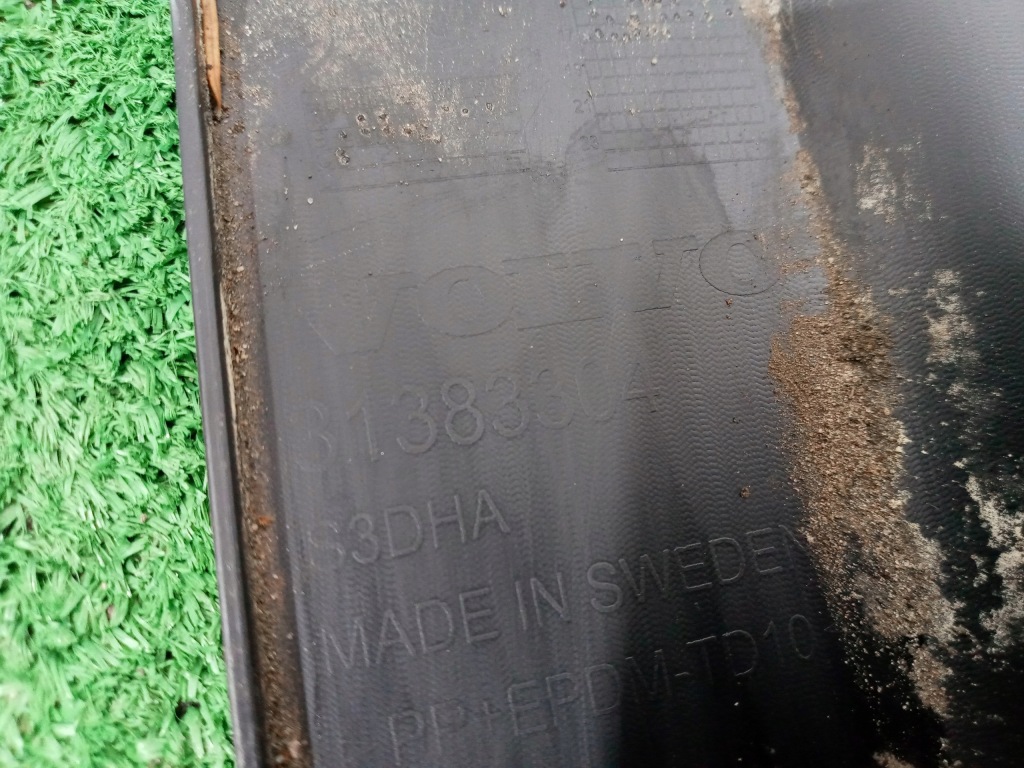 VOLVO
31383304
S3DHA
MADE IN SWEDEN
PP+EPDM-TD10